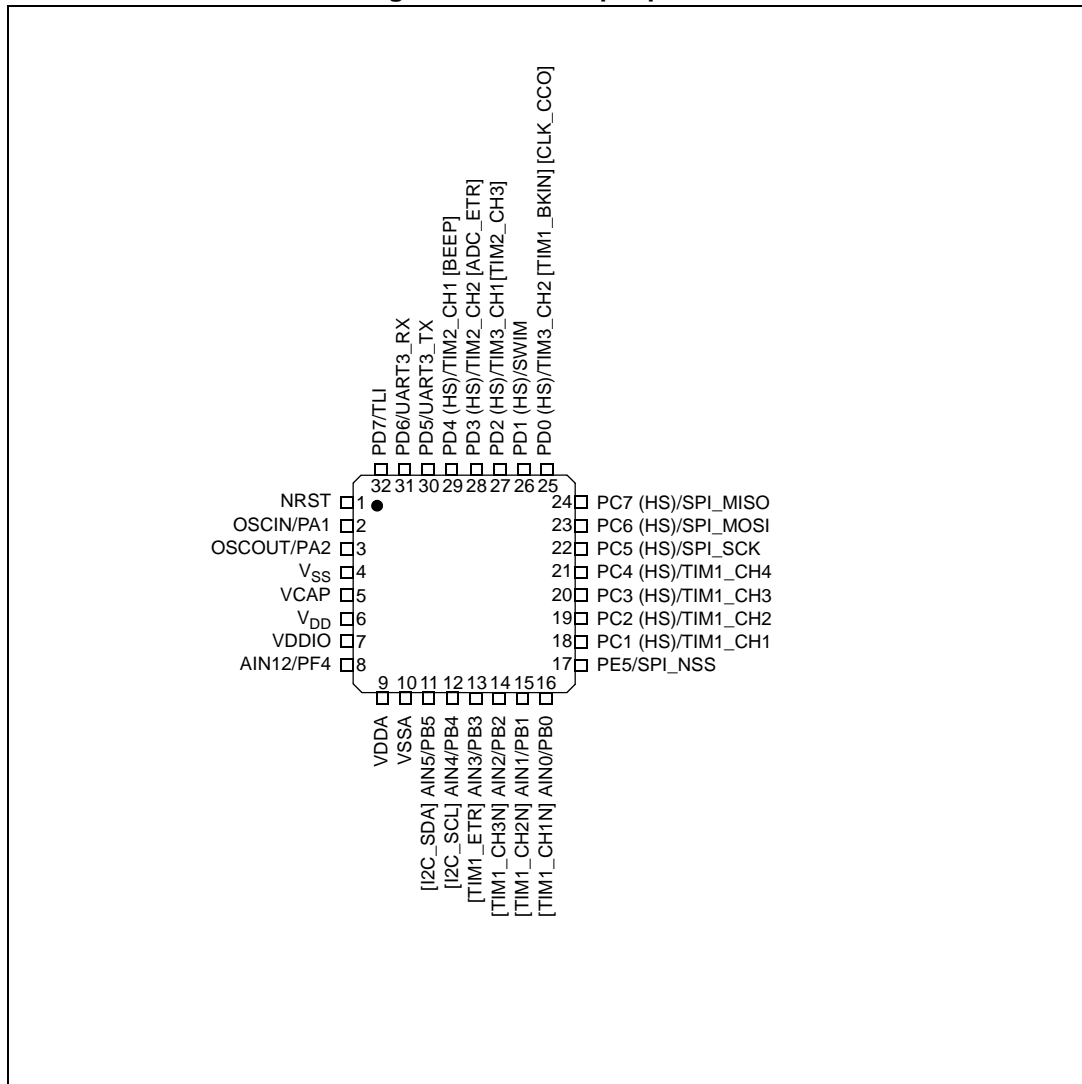 PD7/TLI
PD6/UART3_RX
PD5/UART3_TX
PD4 (HS)/TIM2_CH1 [BEEP]
PD3 (HS)/TIM2_CH2 [ADC_ETR]
PD2 (HS)/TIM3_CH1[TIM2_CH3]
PD1 (HS)/SWIM
PD0 (HS)/TIM3_CH2 [TIM1_BKIN] [CLK_CCO]
32 31 30 29 28 27 26 25
NRST 1
OSCIN/PA1 2
OSCOUT/PA2 3
VSS 4
VCAP 5
VDD 6
VDDIO 7
AIN12/PF4 8
24 PC7 (HS)/SPI_MISO
23 PC6 (HS)/SPI_MOSI
22 PC5 (HS)/SPI_SCK
21 PC4 (HS)/TIM1_CH4
20 PC3 (HS)/TIM1_CH3
19 PC2 (HS)/TIM1_CH2
18 PC1 (HS)/TIM1_CH1
17 PE5/SPI_NSS
9 10 11 12 13 14 15 16
VDDA
VSSA
[I2C_SDA] AIN5/PB5
[I2C_SCL] AIN4/PB4
[TIM1_ETR] AIN3/PB3
[TIM1_CH3N] AIN2/PB2
[TIM1_CH2N] AIN1/PB1
[TIM1_CH1N] AIN0/PB0